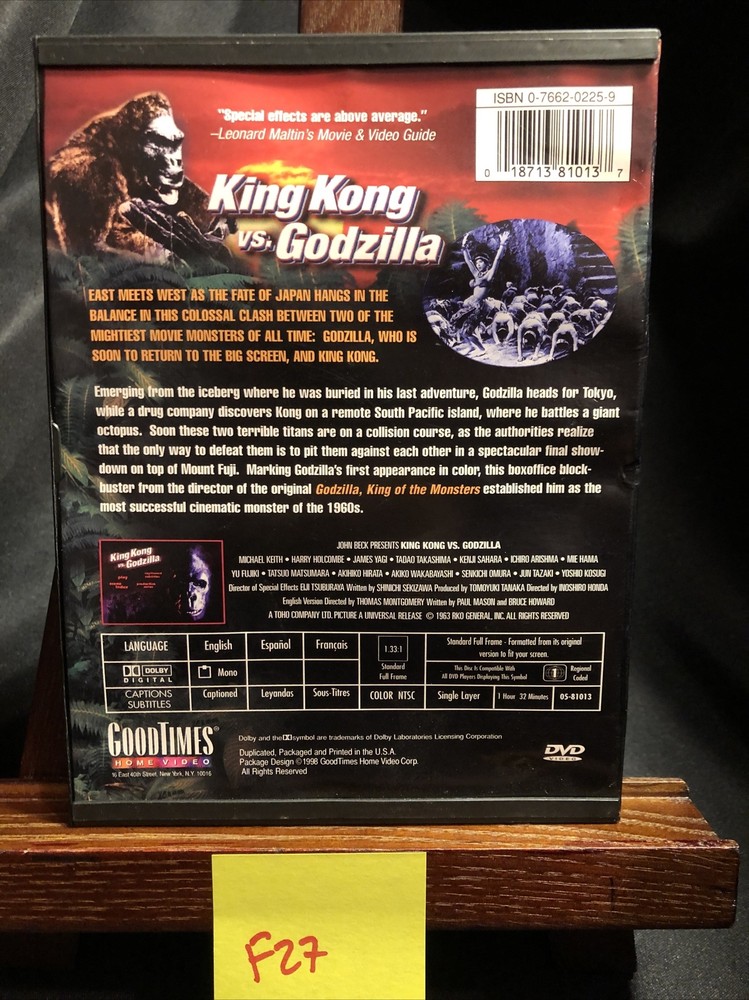 "Special effects are above average."
–Leonard Maltin's Movie & Video Guide
ISBN 0-7662-0225-9
0 18713 81013 7
King Kong
vs. Godzilla
EAST MEETS WEST AS THE FATE OF JAPAN HANGS IN THE
BALANCE IN THIS COLOSSAL CLASH BETWEEN TWO OF THE
MIGHTIEST MOVIE MONSTERS OF ALL TIME: GODZILLA, WHO IS
SOON TO RETURN TO THE BIG SCREEN, AND KING KONG.
Emerging from the iceberg where he was buried in his last adventure, Godzilla heads for Tokyo,
while a drug company discovers Kong on a remote South Pacific island, where he battles a giant
octopus. Soon these two terrible titans are on a collision course, as the authorities realize
that the only way to defeat them is to pit them against each other in a spectacular final show-
down on top of Mount Fuji. Marking Godzilla's first appearance in color, this boxoffice block-
buster from the director of the original Godzilla, King of the Monsters established him as the
most successful cinematic monster of the 1960s.
King Kong
vs. Godzilla
JOHN BECK PRESENTS KING KONG VS. GODZILLA
MICHAEL KEITH • HARRY HOLCOMBE • JAMES YAGI • TADAO TAKASHIMA • KENJI SAHARA • ICHIRO ARISHMA • MIE HAMA
YU FUJIKI • TATSUO MATSUMARA • AKIHIKO HIRATA • AKIKO WAKABAYASHI • SENKICHI OMURA • JUN TAZAKI • YOSHIO KOSUGI
Director of Special Effects EIJI TSUBURAYA Written by SHINICHI SEKIZAWA Produced by TOMOYUKI TANAKA Directed by INOSHIRO HONDA
English Version Directed by THOMAS MONTGOMERY Written by PAUL MASON and BRUCE HOWARD
A TOHO COMPANY LTD. PICTURE A UNIVERSAL RELEASE © 1963 RKO GENERAL, INC. ALL RIGHTS RESERVED
LANGUAGE English Español Français
1.33:1
Standard
Full Frame
Standard Full Frame - Formatted from its original
version to fit your screen.
DOLBY
DIGITAL
Mono
This Disc Is Compatible With
All DVD Players Displaying This Symbol
1
Regional
Coded
CAPTIONS
SUBTITLES
Captioned Leyendas Sous-Titres COLOR NTSC Single Layer 1 Hour 32 Minutes 05-81013
GOODTIMES®
HOME VIDEO
16 East 40th Street, New York, N.Y. 10016
Dolby and the symbol are trademarks of Dolby Laboratories Licensing Corporation
Duplicated, Packaged and Printed in the U.S.A.
Package Design ©1998 GoodTimes Home Video Corp.
All Rights Reserved
DVD
VIDEO
F27